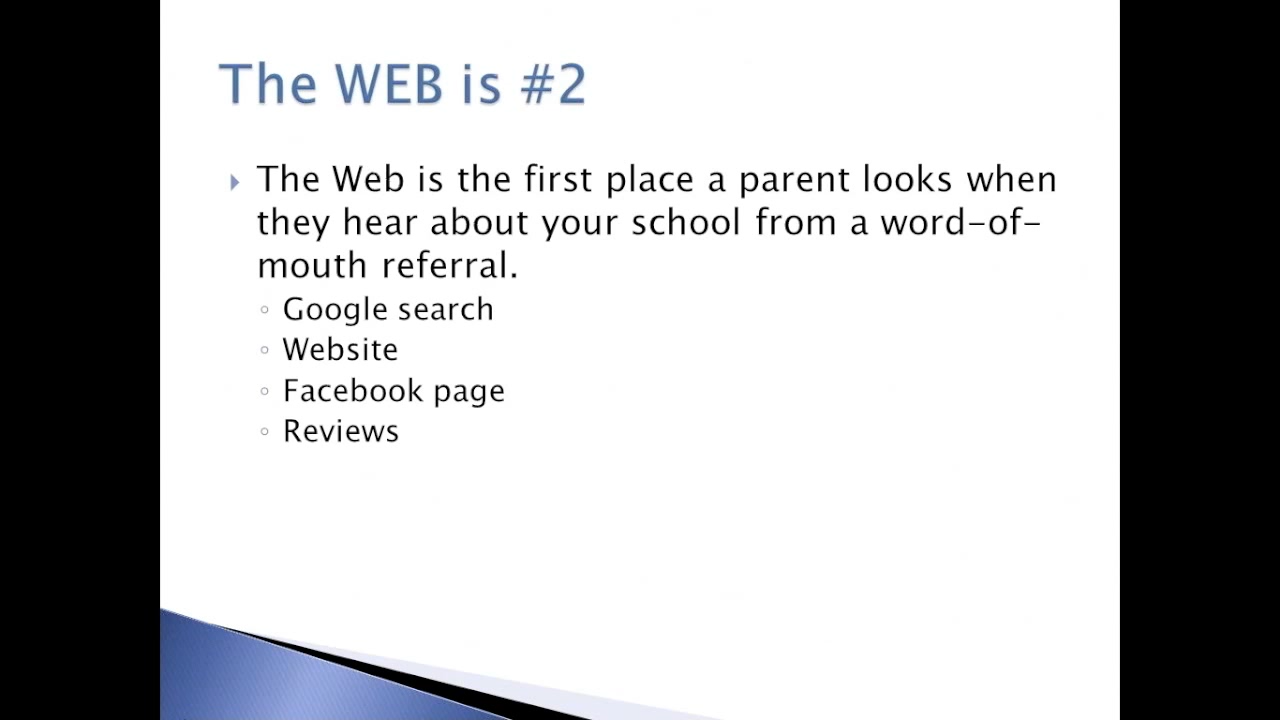 The WEB is #2
The Web is the first place a parent looks when
they hear about your school from a word-of-
mouth referral.
Google search
Website
Facebook page
Reviews